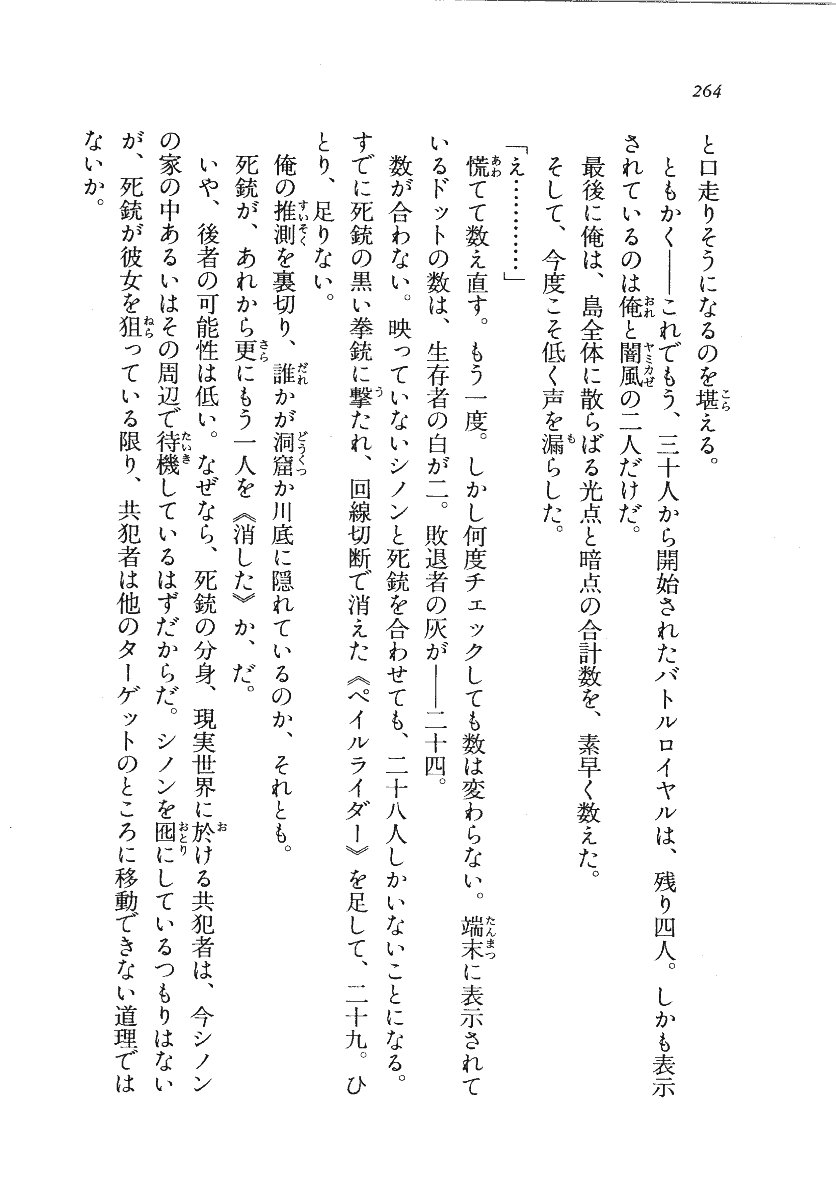 264
と口走りそうになるのを堪える。
ともかく——これでもう、三十人から開始されたバトルロイヤルは、残り四人。しかも表示
されているのは俺と闇風の二人だけだ。
最後に俺は、島全体に散らばる光点と暗点の合計数を、素早く数えた。
そして、今度こそ低く声を漏らした。
「え…………」
慌てて数え直す。もう一度。しかし何度チェックしても数は変わらない。端末に表示されて
いるドットの数は、生存者の白が二。敗退者の灰が——二十四。
数が合わない。映っていないシノンと死銃を合わせても、二十八人しかいないことになる。
すでに死銃の黒い拳銃に撃たれ、回線切断で消えた《ペイルライダー》を足して、二十九。ひ
とり、足りない。
俺の推測を裏切り、誰かが洞窟か川底に隠れているのか、それとも。
死銃が、あれから更にもう一人を《消した》か、だ。
いや、後者の可能性は低い。なぜなら、死銃の分身、現実世界に於ける共犯者は、今シノン
の家の中あるいはその周辺で待機しているはずだからだ。シノンを囮にしているつもりはない
が、死銃が彼女を狙っている限り、共犯者は他のターゲットのところに移動できない道理では
ないか。